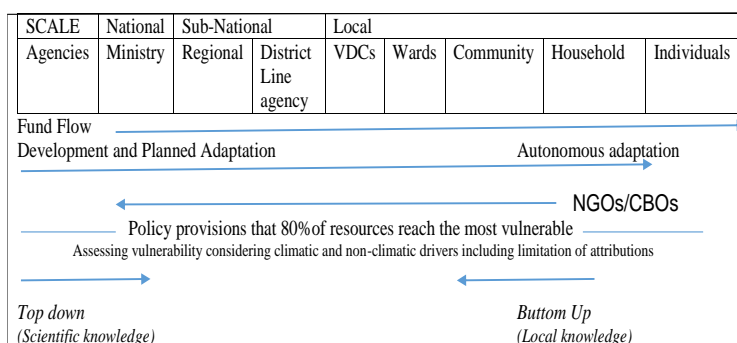 SCALE National Sub-National Local
Agencies Ministry Regional District Line agency VDCs Wards Community Household Individuals
Fund Flow
Development and Planned Adaptation Autonomous adaptation
NGOs/CBOs
Policy provisions that 80% of resources reach the most vulnerable
Assessing vulnerability considering climatic and non-climatic drivers including limitation of attributions
Top down Buttom Up
(Scientific knowledge) (Local knowledge)